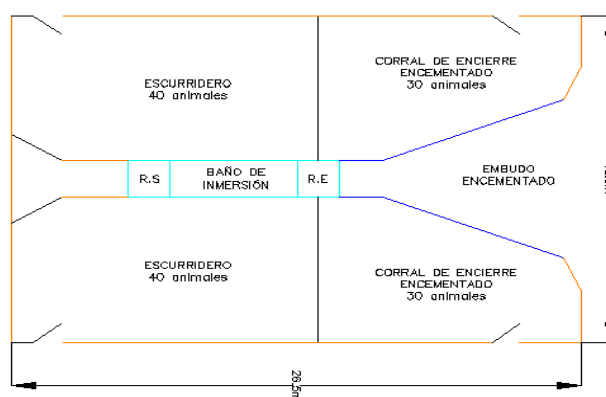 ESCURRIDERO
40 animales
CORRAL DE ENCIERRE
ENCEMENTADO
30 animales
R.S
BAÑO DE
INMERSIÓN
R.E
EMBUDO
ENCEMENTADO
ESCURRIDERO
40 animales
CORRAL DE ENCIERRE
ENCEMENTADO
30 animales
26.5m